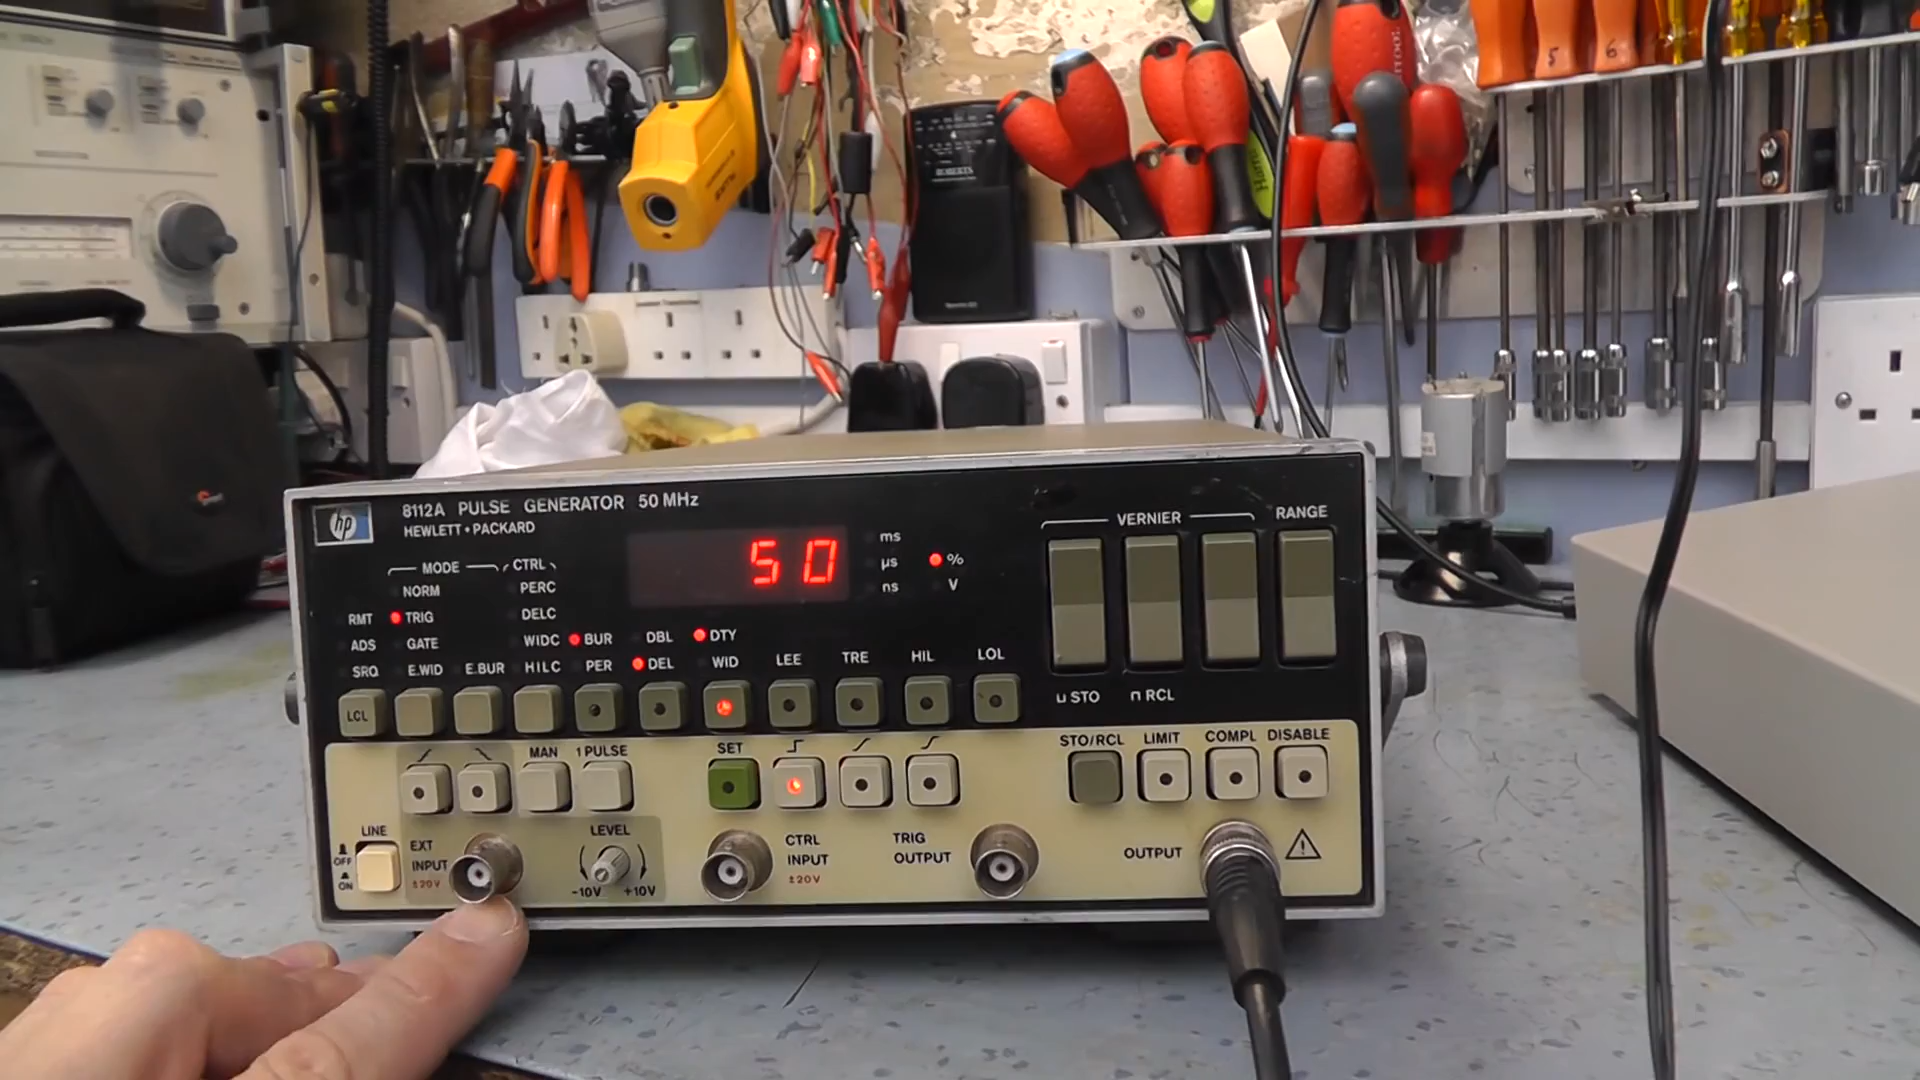 5
6
ROBERTS
hp
8112A PULSE GENERATOR 50 MHz
HEWLETT • PACKARD
50
ms
µs
ns
%
V
VERNIER
RANGE
MODE
CTRL
NORM
PERC
RMT
TRIG
DELC
ADS
GATE
WIDC
BUR
DBL
DTY
SRQ
E.WID
E.BUR
HILC
PER
DEL
WID
LEE
TRE
HIL
LOL
STO
RCL
LCL
MAN
1 PULSE
SET
STO/RCL
LIMIT
COMPL
DISABLE
LINE
OFF
ON
EXT
INPUT
±20V
LEVEL
-10V
+10V
CTRL
INPUT
±20V
TRIG
OUTPUT
OUTPUT